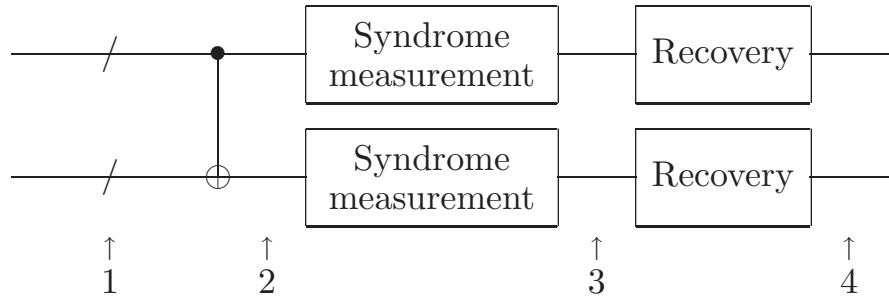 Syndrome
measurement
Recovery
Syndrome
measurement
Recovery
1
2
3
4